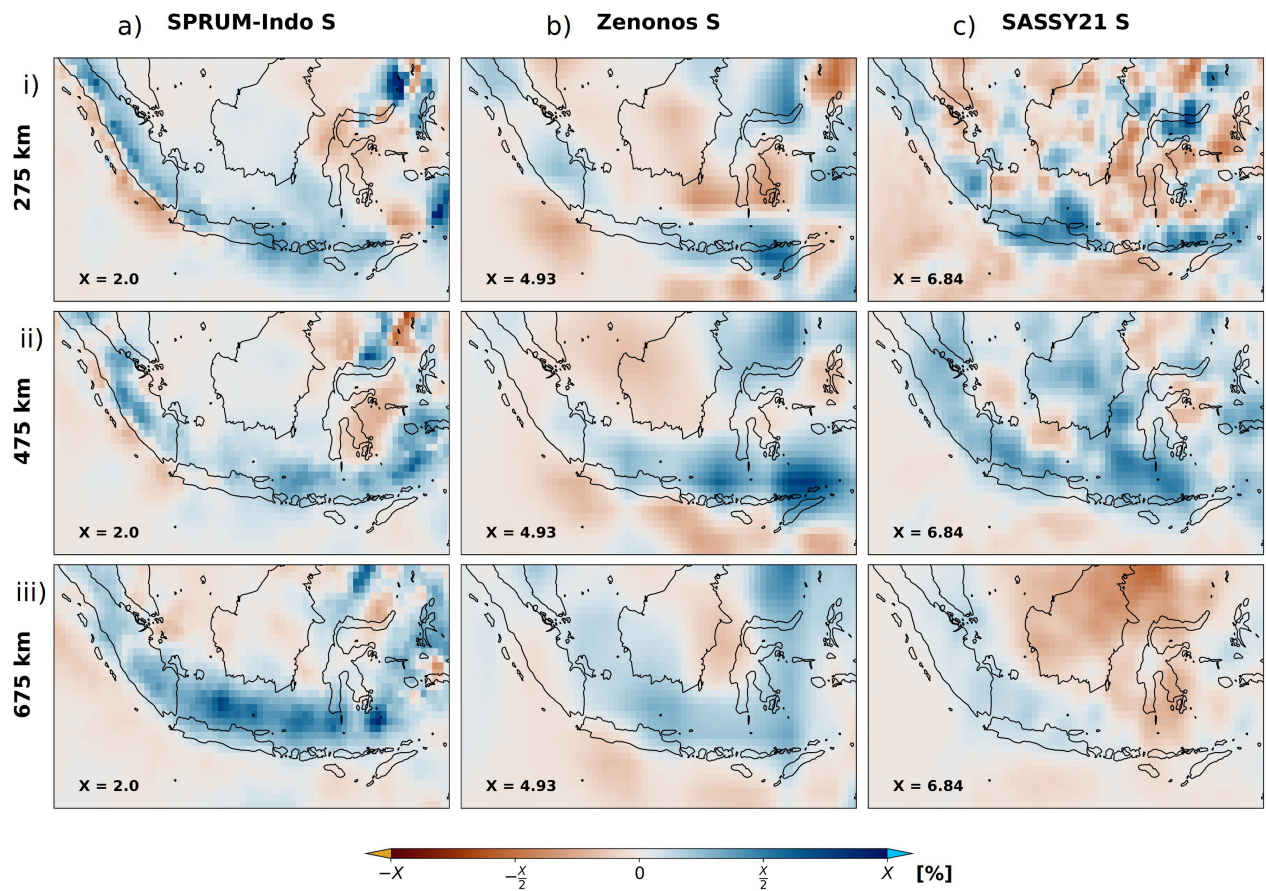 a) SPRUM-Indo S b) Zenonos S c) SASSY21 S
i) 275 km
X = 2.0 X = 4.93 X = 6.84
ii) 475 km
X = 2.0 X = 4.93 X = 6.84
iii) 675 km
X = 2.0 X = 4.93 X = 6.84
−X −X/2 0 X/2 X [%]